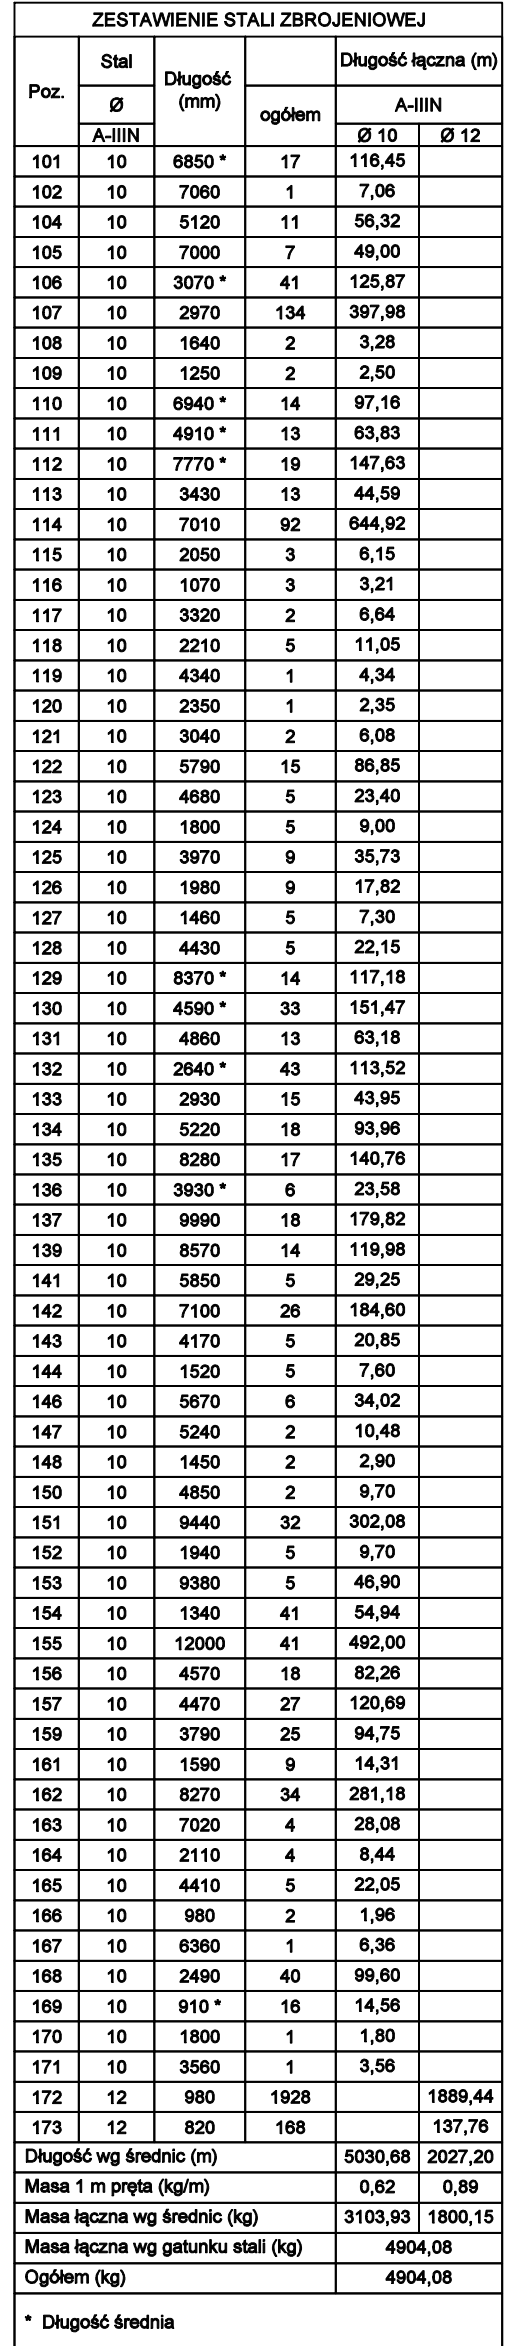 ZESTAWIENIE STALI ZBROJENIOWEJ
Poz. Stal Długość (mm) Długość łączna (m)
Ø ogółem A-IIIN
A-IIIN Ø 10 Ø 12
101 10 6850 * 17 116,45
102 10 7060 1 7,06
104 10 5120 11 56,32
105 10 7000 7 49,00
106 10 3070 * 41 125,87
107 10 2970 134 397,98
108 10 1640 2 3,28
109 10 1250 2 2,50
110 10 6940 * 14 97,16
111 10 4910 * 13 63,83
112 10 7770 * 19 147,63
113 10 3430 13 44,59
114 10 7010 92 644,92
115 10 2050 3 6,15
116 10 1070 3 3,21
117 10 3320 2 6,64
118 10 2210 5 11,05
119 10 4340 1 4,34
120 10 2350 1 2,35
121 10 3040 2 6,08
122 10 5790 15 86,85
123 10 4680 5 23,40
124 10 1800 5 9,00
125 10 3970 9 35,73
126 10 1980 9 17,82
127 10 1460 5 7,30
128 10 4430 5 22,15
129 10 8370 * 14 117,18
130 10 4590 * 33 151,47
131 10 4860 13 63,18
132 10 2640 * 43 113,52
133 10 2930 15 43,95
134 10 5220 18 93,96
135 10 8280 17 140,76
136 10 3930 * 6 23,58
137 10 9990 18 179,82
139 10 8570 14 119,98
141 10 5850 5 29,25
142 10 7100 26 184,60
143 10 4170 5 20,85
144 10 1520 5 7,60
146 10 5670 6 34,02
147 10 5240 2 10,48
148 10 1450 2 2,90
150 10 4850 2 9,70
151 10 9440 32 302,08
152 10 1940 5 9,70
153 10 9380 5 46,90
154 10 1340 41 54,94
155 10 12000 41 492,00
156 10 4570 18 82,26
157 10 4470 27 120,69
159 10 3790 25 94,75
161 10 1590 9 14,31
162 10 8270 34 281,18
163 10 7020 4 28,08
164 10 2110 4 8,44
165 10 4410 5 22,05
166 10 980 2 1,96
167 10 6360 1 6,36
168 10 2490 40 99,60
169 10 910 * 16 14,56
170 10 1800 1 1,80
171 10 3560 1 3,56
172 12 980 1928 1889,44
173 12 820 168 137,76
Długość wg średnic (m) 5030,68 2027,20
Masa 1 m pręta (kg/m) 0,62 0,89
Masa łączna wg średnic (kg) 3103,93 1800,15
Masa łączna wg gatunku stali (kg) 4904,08
Ogółem (kg) 4904,08
* Długość średnia